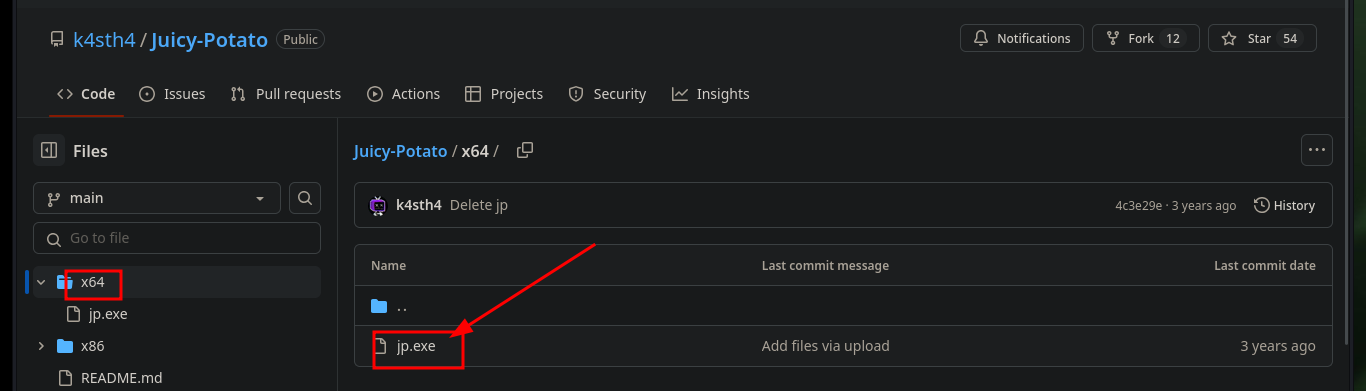 k4sth4 / Juicy-Potato Public Notifications Fork 12 Star 54
Code Issues Pull requests Actions Projects Security Insights
Files
main
Go to file
x64
jp.exe
x86
README.md
Juicy-Potato / x64 /
k4sth4 Delete jp 4c3e29e · 3 years ago History
Name Last commit message Last commit date
..
jp.exe Add files via upload 3 years ago